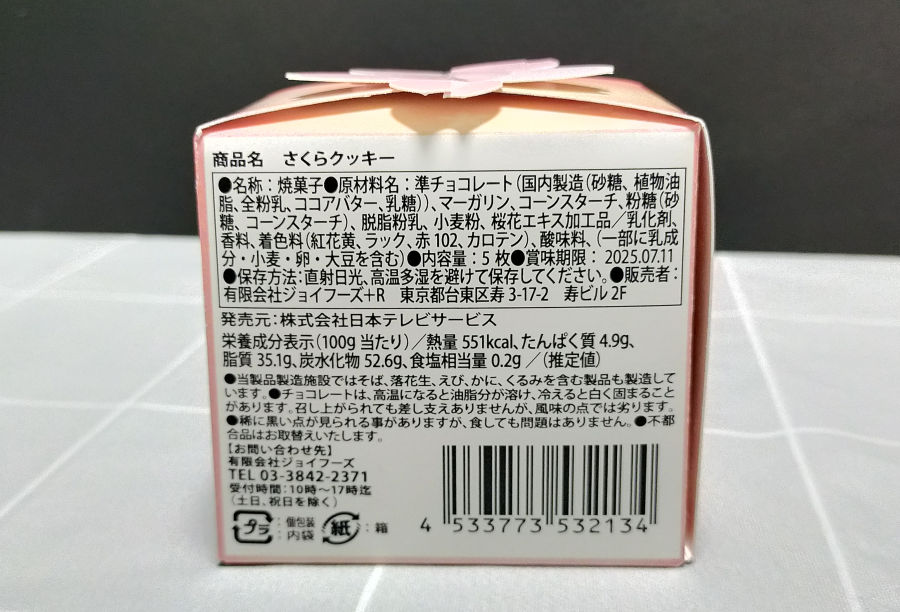 商品名　さくらクッキー
●名称：焼菓子●原材料名：準チョコレート（国内製造（砂糖、植物油
脂、全粉乳、ココアバター、乳糖））、マーガリン、コーンスターチ、粉糖（砂
糖、コーンスターチ）、脱脂粉乳、小麦粉、桜花エキス加工品／乳化剤、
香料、着色料（紅花黄、ラック、赤102、カロテン）、酸味料、（一部に乳成
分・小麦・卵・大豆を含む）●内容量：5枚●賞味期限：2025.07.11
●保存方法：直射日光、高温多湿を避けて保存してください。●販売者：
有限会社ジョイフーズ+R　東京都台東区寿3-17-2　寿ビル2F
発売元：株式会社日本テレビサービス
栄養成分表示（100g当たり）／熱量 551kcal、たんぱく質 4.9g、
脂質 35.1g、炭水化物 52.6g、食塩相当量 0.2g ／（推定値）
●当製品製造施設ではそば、落花生、えび、かに、くるみを含む製品も製造して
います。●チョコレートは、高温になると油脂分が溶け、冷えると白く固まること
があります。召し上がられても差し支えありませんが、風味の点では劣ります。
●稀に黒い点が見られる事がありますが、食しても問題はありません。●不都
合品はお取替えいたします。
【お問い合わせ先】
有限会社ジョイフーズ
TEL 03-3842-2371
受付時間：10時〜17時迄
（土日、祝日を除く）
プラ：個包装
：内袋
紙：箱
4 533773 532134